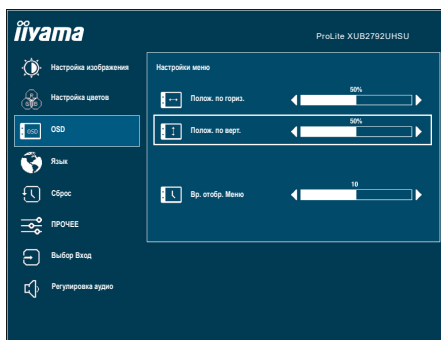 iiyama
ProLite XUB2792UHSU
Настройка изображения
Настройки меню
Настройка цветов
Полож. по гориз.
50%
OSD
OSD
Полож. по верт.
50%
Язык
Сброс
Вр. отобр. Меню
10
ПРОЧЕЕ
Выбор Вход
Регулировка аудио